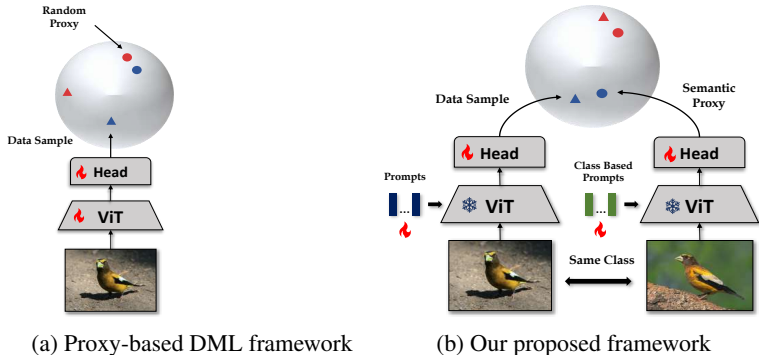 Random
Proxy
Data Sample
Head
ViT
(a) Proxy-based DML framework
Data Sample
Semantic
Proxy
Head
Head
Prompts
...
ViT
Class Based
Prompts
...
ViT
Same Class
(b) Our proposed framework